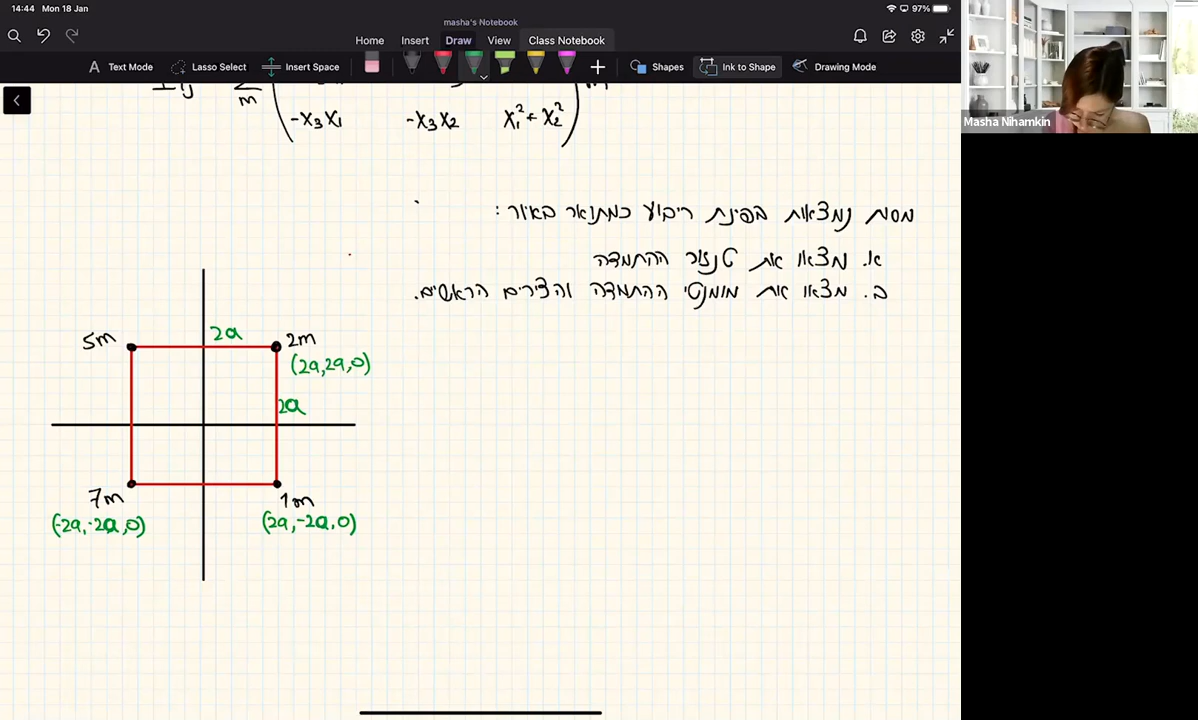 14:44 Mon 18 Jan
97%
masha's Notebook
Home Insert Draw View Class Notebook
Text Mode Lasso Select Insert Space Shapes Ink to Shape Drawing Mode
Masha Nihamkin
-x₃x₁ -x₃x₂ x₁²+x₂²
מסות נמצאות בפינת ריבוע כמתואר באיור:
א. מצאו את טנזור ההתמדה
ב. מצאו את מומנטי ההתמדה והצירים הראשים.
2a
5m
2m
(2a,2a,0)
2a
7m
1m
(-2a,-2a,0)
(2a,-2a,0)